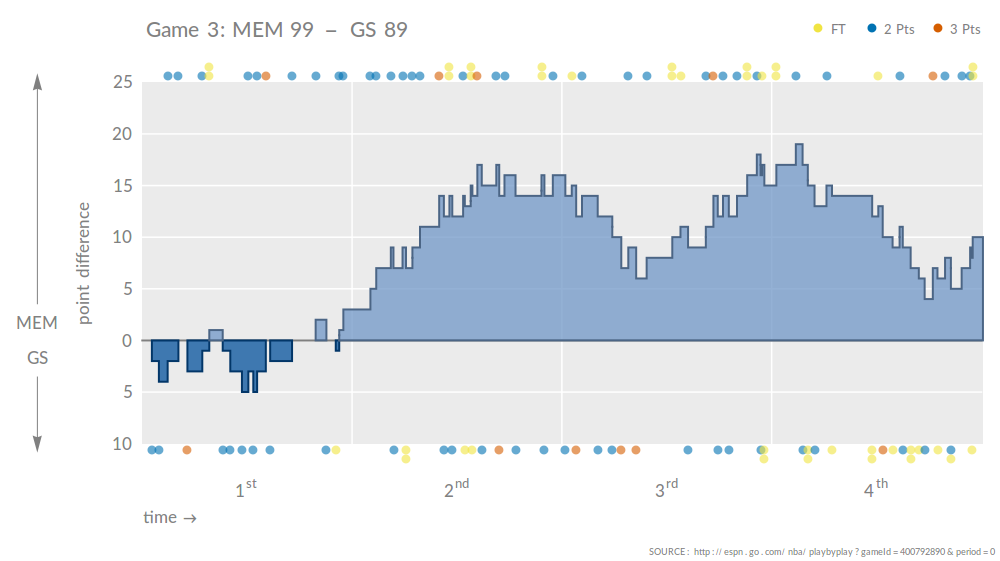 Game 3: MEM 99 – GS 89
FT
2 Pts
3 Pts
25
20
15
10
5
0
5
10
point difference
MEM
GS
1st
2nd
3rd
4th
time →
SOURCE: http://espn.go.com/nba/playbyplay?gameId=400792890&period=0